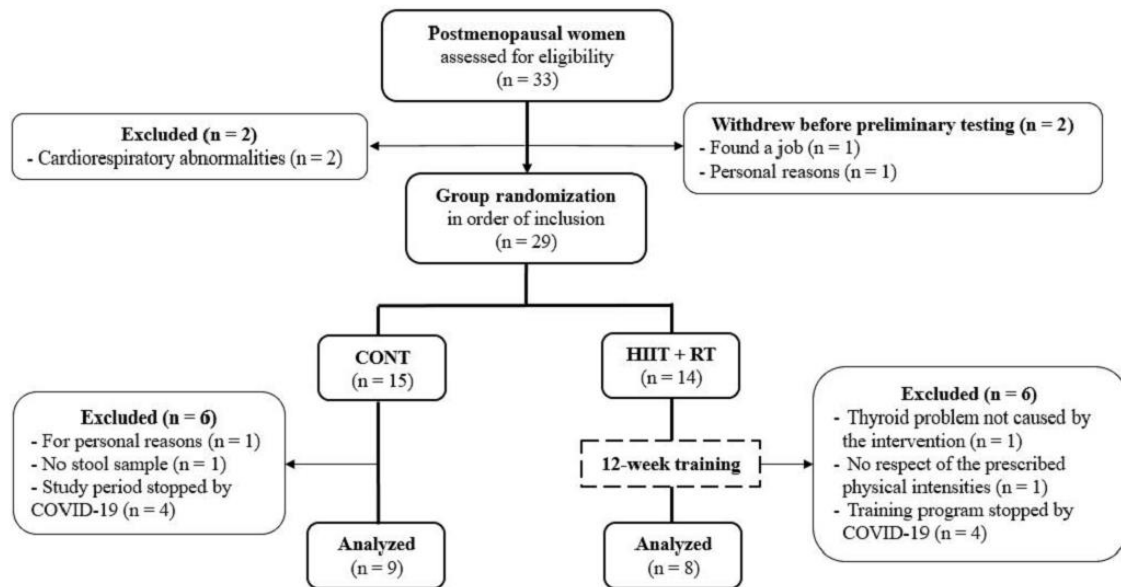 Postmenopausal women
assessed for eligibility
(n = 33)
Excluded (n = 2)
- Cardiorespiratory abnormalities (n = 2)
Withdrew before preliminary testing (n = 2)
- Found a job (n = 1)
- Personal reasons (n = 1)
Group randomization
in order of inclusion
(n = 29)
CONT
(n = 15)
HIIT + RT
(n = 14)
Excluded (n = 6)
- For personal reasons (n = 1)
- No stool sample (n = 1)
- Study period stopped by
COVID-19 (n = 4)
12-week training
Excluded (n = 6)
- Thyroid problem not caused by
the intervention (n = 1)
- No respect of the prescribed
physical intensities (n = 1)
- Training program stopped by
COVID-19 (n = 4)
Analyzed
(n = 9)
Analyzed
(n = 8)